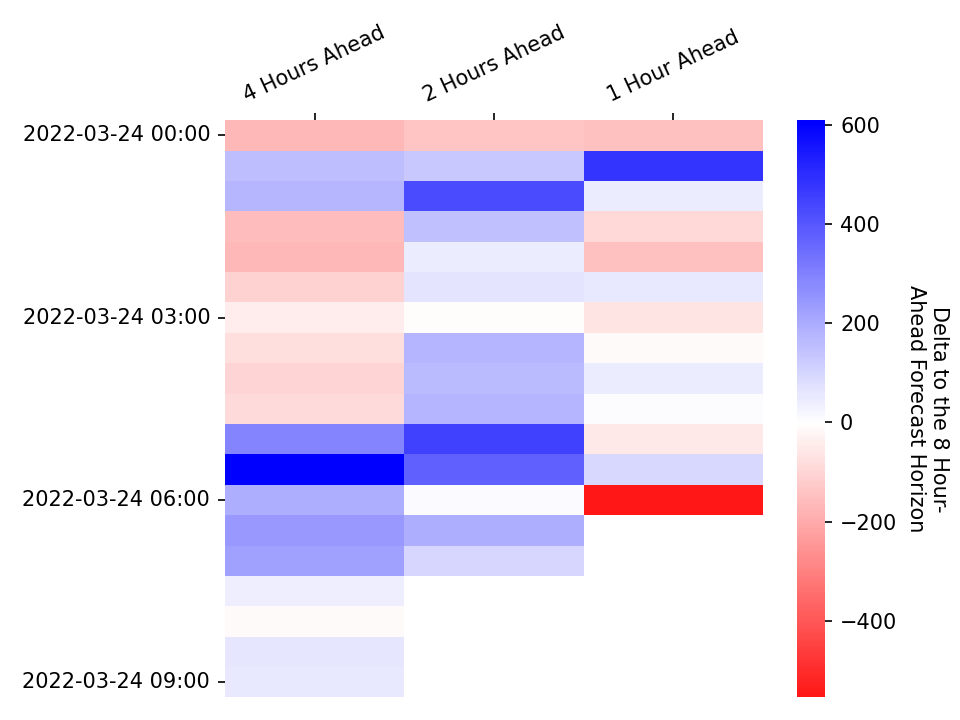 4 Hours Ahead
2 Hours Ahead
1 Hour Ahead
2022-03-24 00:00
2022-03-24 03:00
2022-03-24 06:00
2022-03-24 09:00
600
400
200
0
−200
−400
Delta to the 8 Hour-
Ahead Forecast Horizon